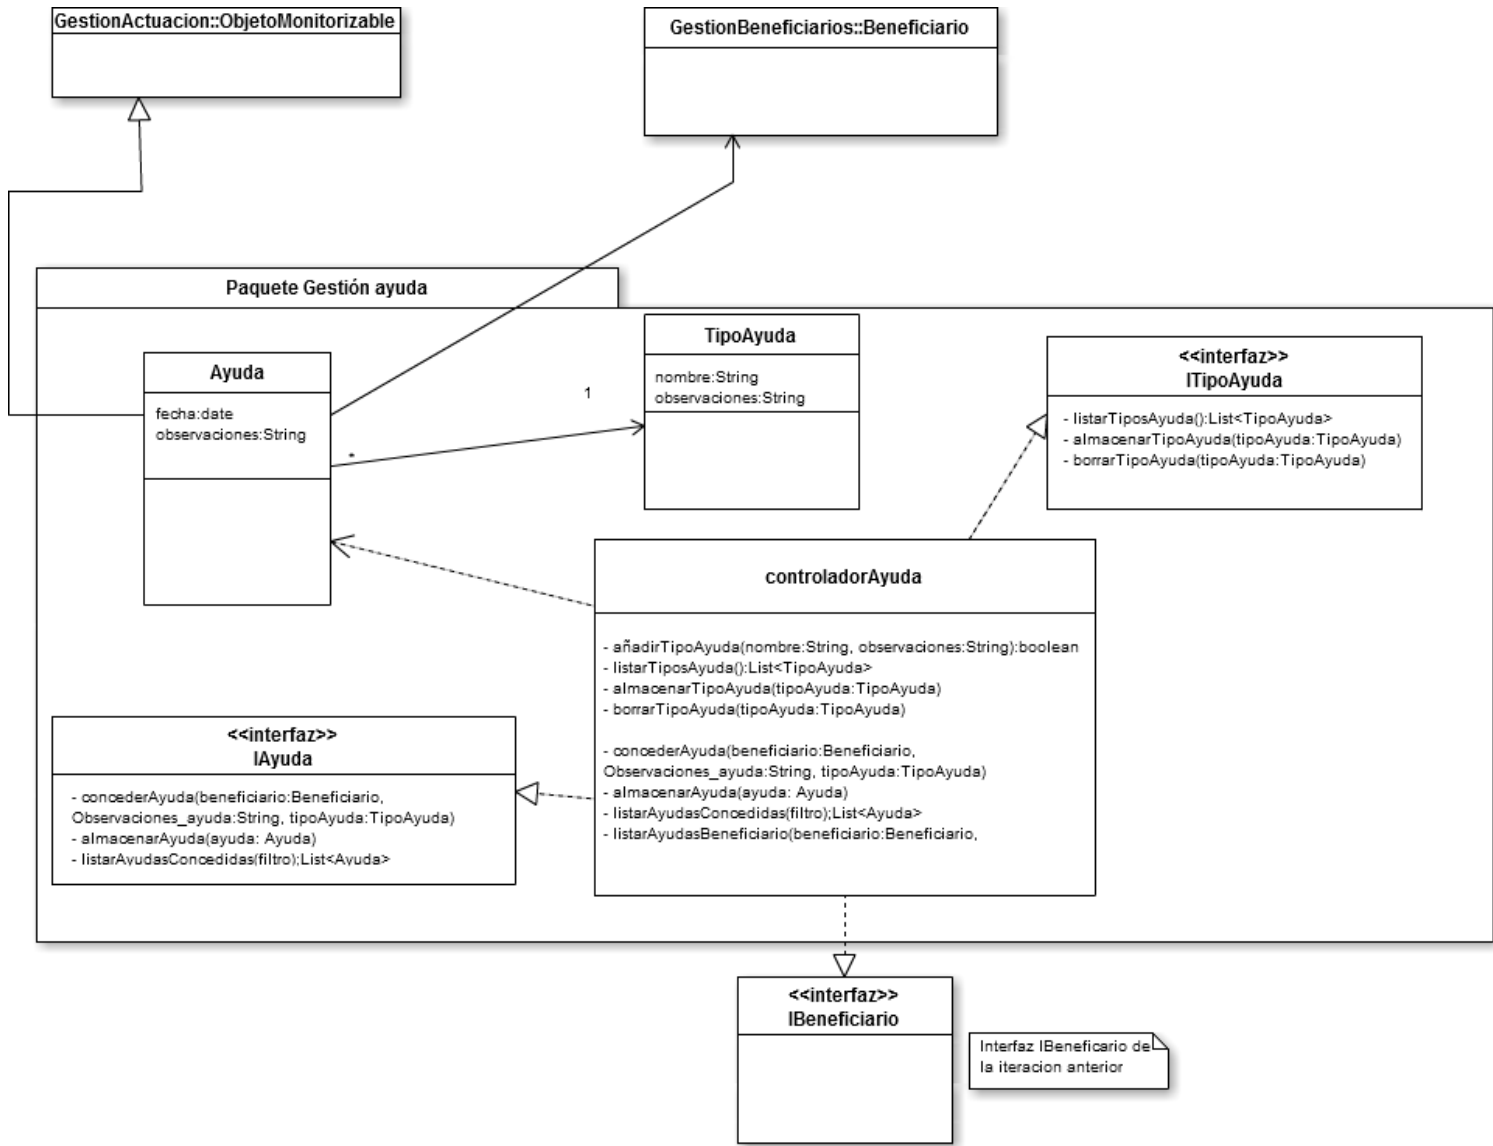 GestionActuacion::ObjetoMonitorizable
GestionBeneficiarios::Beneficiario
Paquete Gestión ayuda
Ayuda
fecha:date
observaciones:String
*
1
TipoAyuda
nombre:String
observaciones:String
<<interfaz>>
ITipoAyuda
- listarTiposAyuda():List<TipoAyuda>
- almacenarTipoAyuda(tipoAyuda:TipoAyuda)
- borrarTipoAyuda(tipoAyuda:TipoAyuda)
controladorAyuda
- añadirTipoAyuda(nombre:String, observaciones:String):boolean
- listarTiposAyuda():List<TipoAyuda>
- almacenarTipoAyuda(tipoAyuda:TipoAyuda)
- borrarTipoAyuda(tipoAyuda:TipoAyuda)
- concederAyuda(beneficiario:Beneficiario,
Observaciones_ayuda:String, tipoAyuda:TipoAyuda)
- almacenarAyuda(ayuda: Ayuda)
- listarAyudasConcedidas(filtro);List<Ayuda>
- listarAyudasBeneficiario(beneficiario:Beneficiario,
<<interfaz>>
IAyuda
- concederAyuda(beneficiario:Beneficiario,
Observaciones_ayuda:String, tipoAyuda:TipoAyuda)
- almacenarAyuda(ayuda: Ayuda)
- listarAyudasConcedidas(filtro);List<Ayuda>
<<interfaz>>
IBeneficiario
Interfaz IBeneficario de
la iteracion anterior